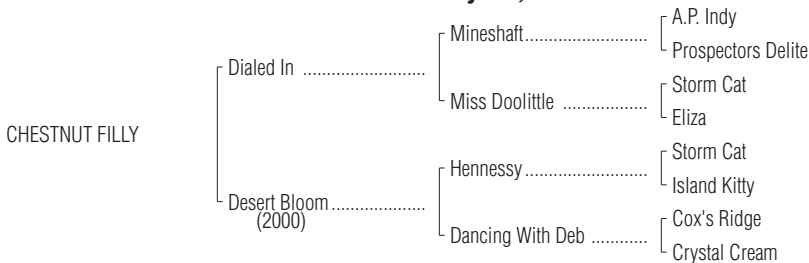 CHESTNUT FILLY
Dialed In ..........................
Desert Bloom....................
(2000)
Mineshaft..........................
Miss Doolittle ..................
Hennessy..........................
Dancing With Deb ............
A.P. Indy
Prospectors Delite
Storm Cat
Eliza
Storm Cat
Island Kitty
Cox's Ridge
Crystal Cream